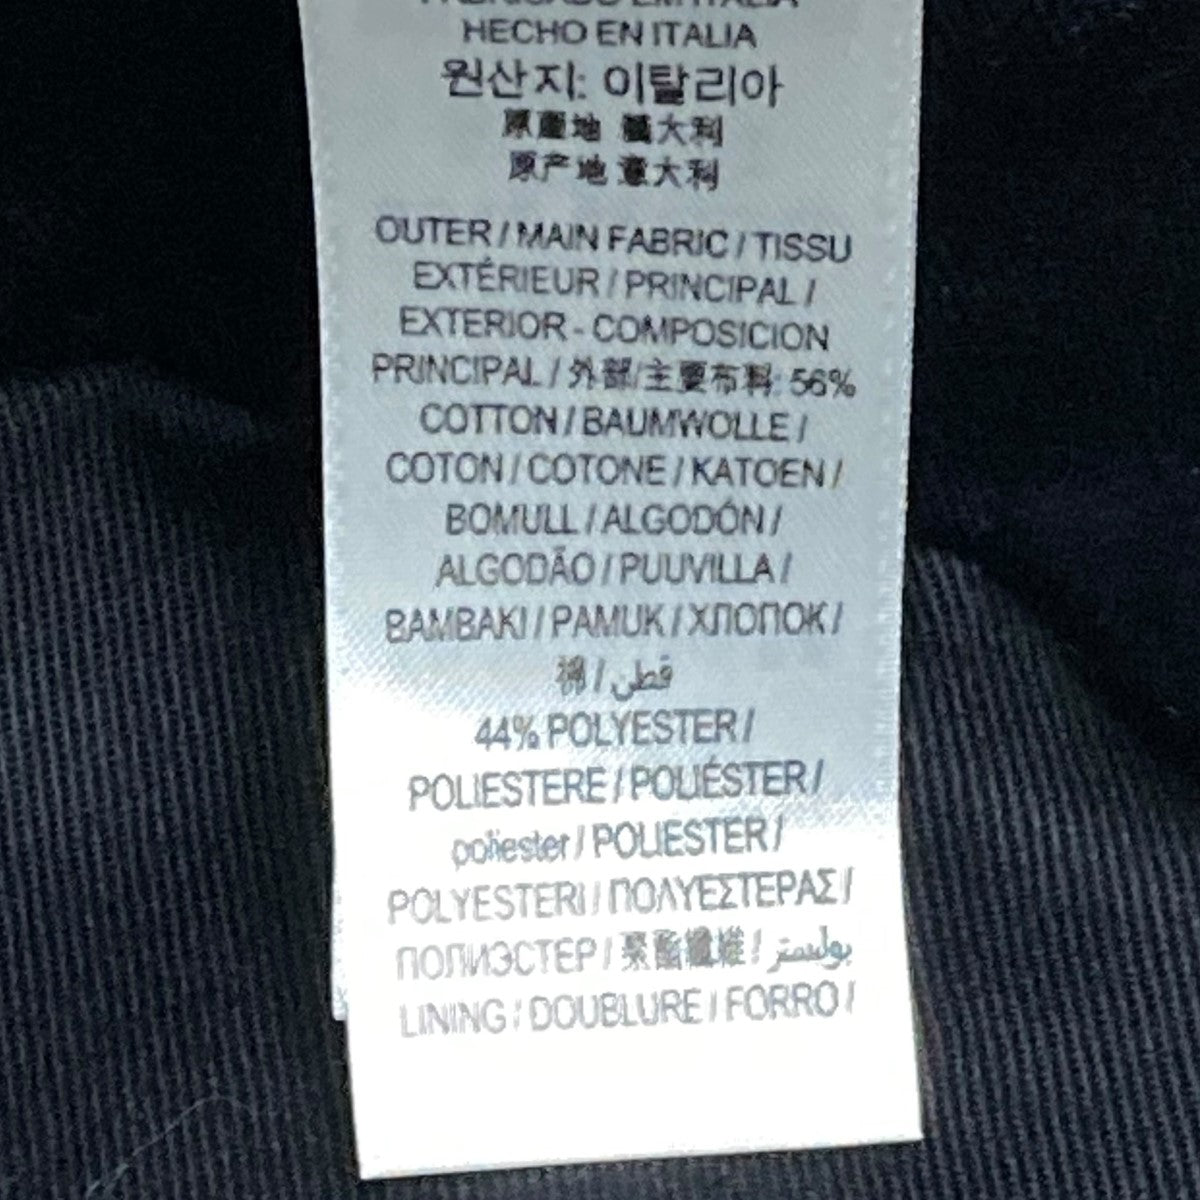 FABRICADO EM ITALIA
HECHO EN ITALIA
원산지: 이탈리아
原產地 義大利
原产地 意大利
OUTER / MAIN FABRIC / TISSU
EXTÉRIEUR / PRINCIPAL /
EXTERIOR - COMPOSICION
PRINCIPAL / 外部/主要布料: 56%
COTTON / BAUMWOLLE /
COTON / COTONE / KATOEN /
BOMULL / ALGODÓN /
ALGODÃO / PUUVILLA /
BAMBAKI / PAMUK / ХЛОПОК /
棉 / قطن
44% POLYESTER /
POLIESTERE / POLIÉSTER /
poliester / POLIESTER /
POLYESTERI / ΠΟΛΥΕΣΤΕΡΑΣ /
ПОЛИЭСТЕР / 聚酯纖維 / بوليستر
LINING / DOUBLURE / FORRO /